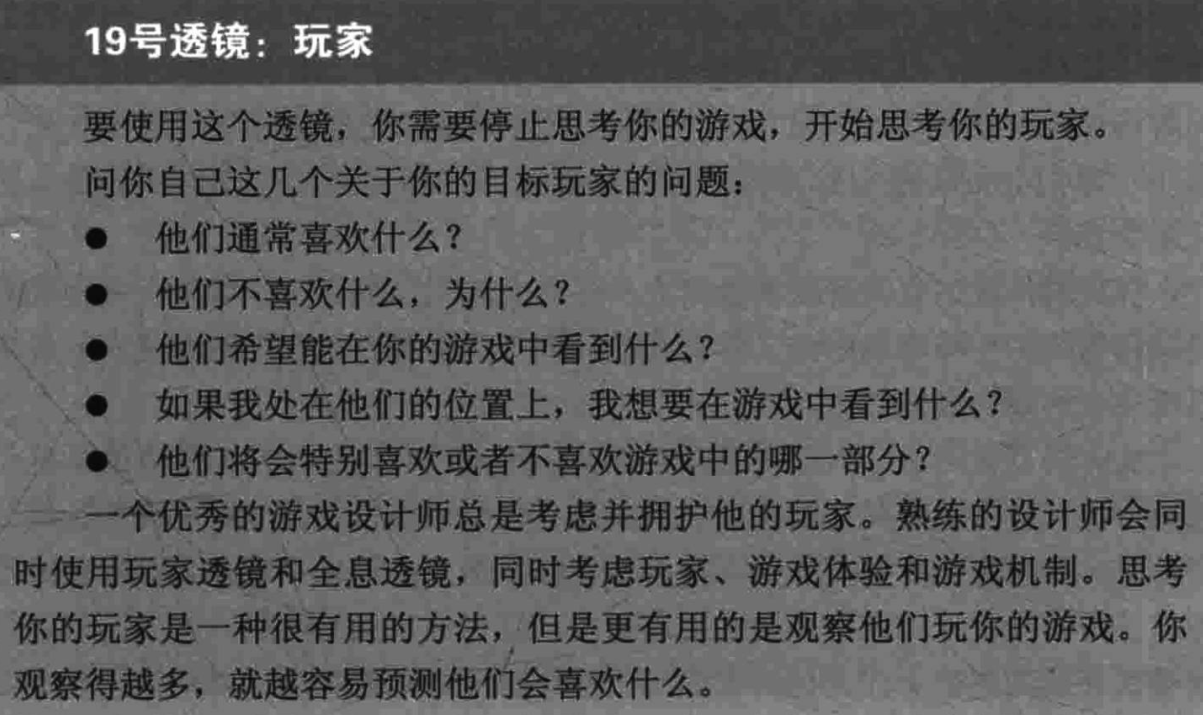 19号透镜：玩家
要使用这个透镜，你需要停止思考你的游戏，开始思考你的玩家。
问你自己这几个关于你的目标玩家的问题：
● 他们通常喜欢什么？
● 他们不喜欢什么，为什么？
● 他们希望能在你的游戏中看到什么？
● 如果我处在他们的位置上，我想要在游戏中看到什么？
● 他们将会特别喜欢或者不喜欢游戏中的哪一部分？
一个优秀的游戏设计师总是考虑并拥护他的玩家。熟练的设计师会同
时使用玩家透镜和全息透镜，同时考虑玩家、游戏体验和游戏机制。思考
你的玩家是一种很有用的方法，但是更有用的是观察他们玩你的游戏。你
观察得越多，就越容易预测他们会喜欢什么。